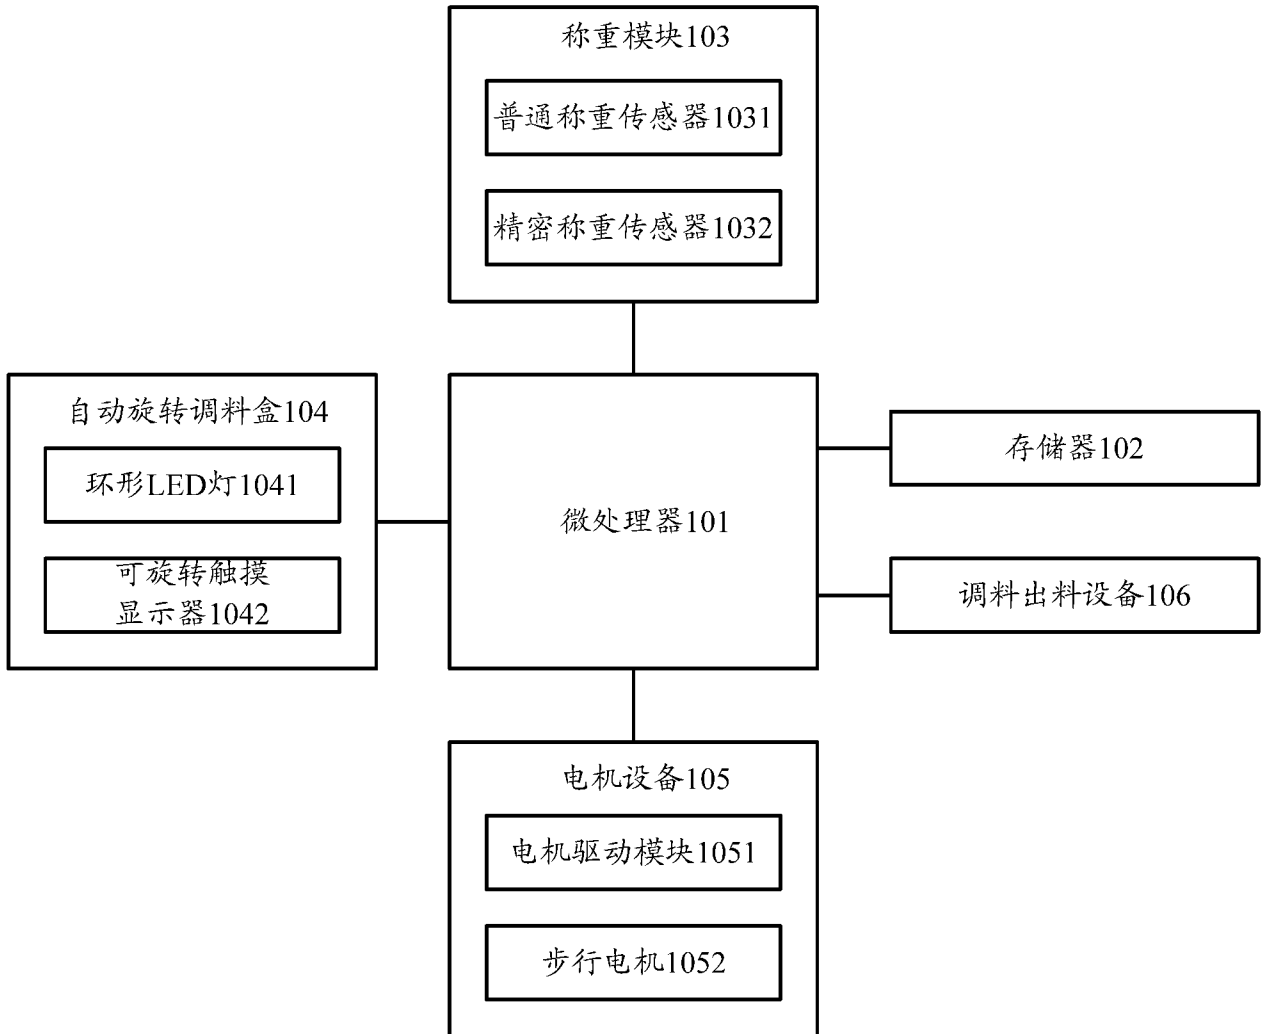 称重模块103
普通称重传感器1031
精密称重传感器1032
自动旋转调料盒104
环形LED灯1041
可旋转触摸
显示器1042
微处理器101
存储器102
调料出料设备106
电机设备105
电机驱动模块1051
步行电机1052